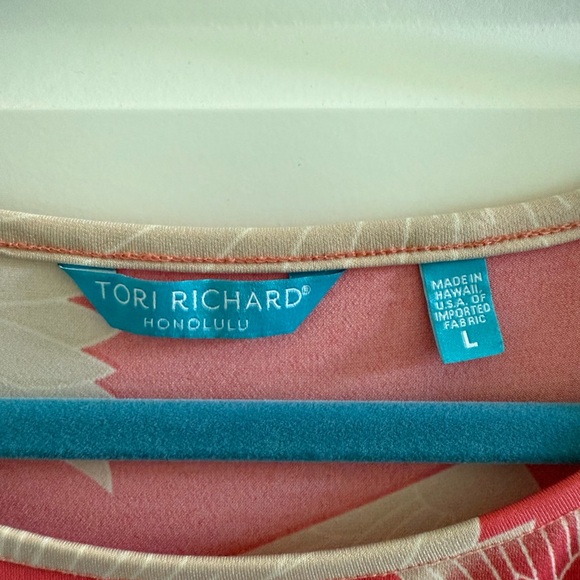 TORI RICHARD®
HONOLULU
MADE IN
HAWAII,
U.S.A. OF
IMPORTED
FABRIC
L